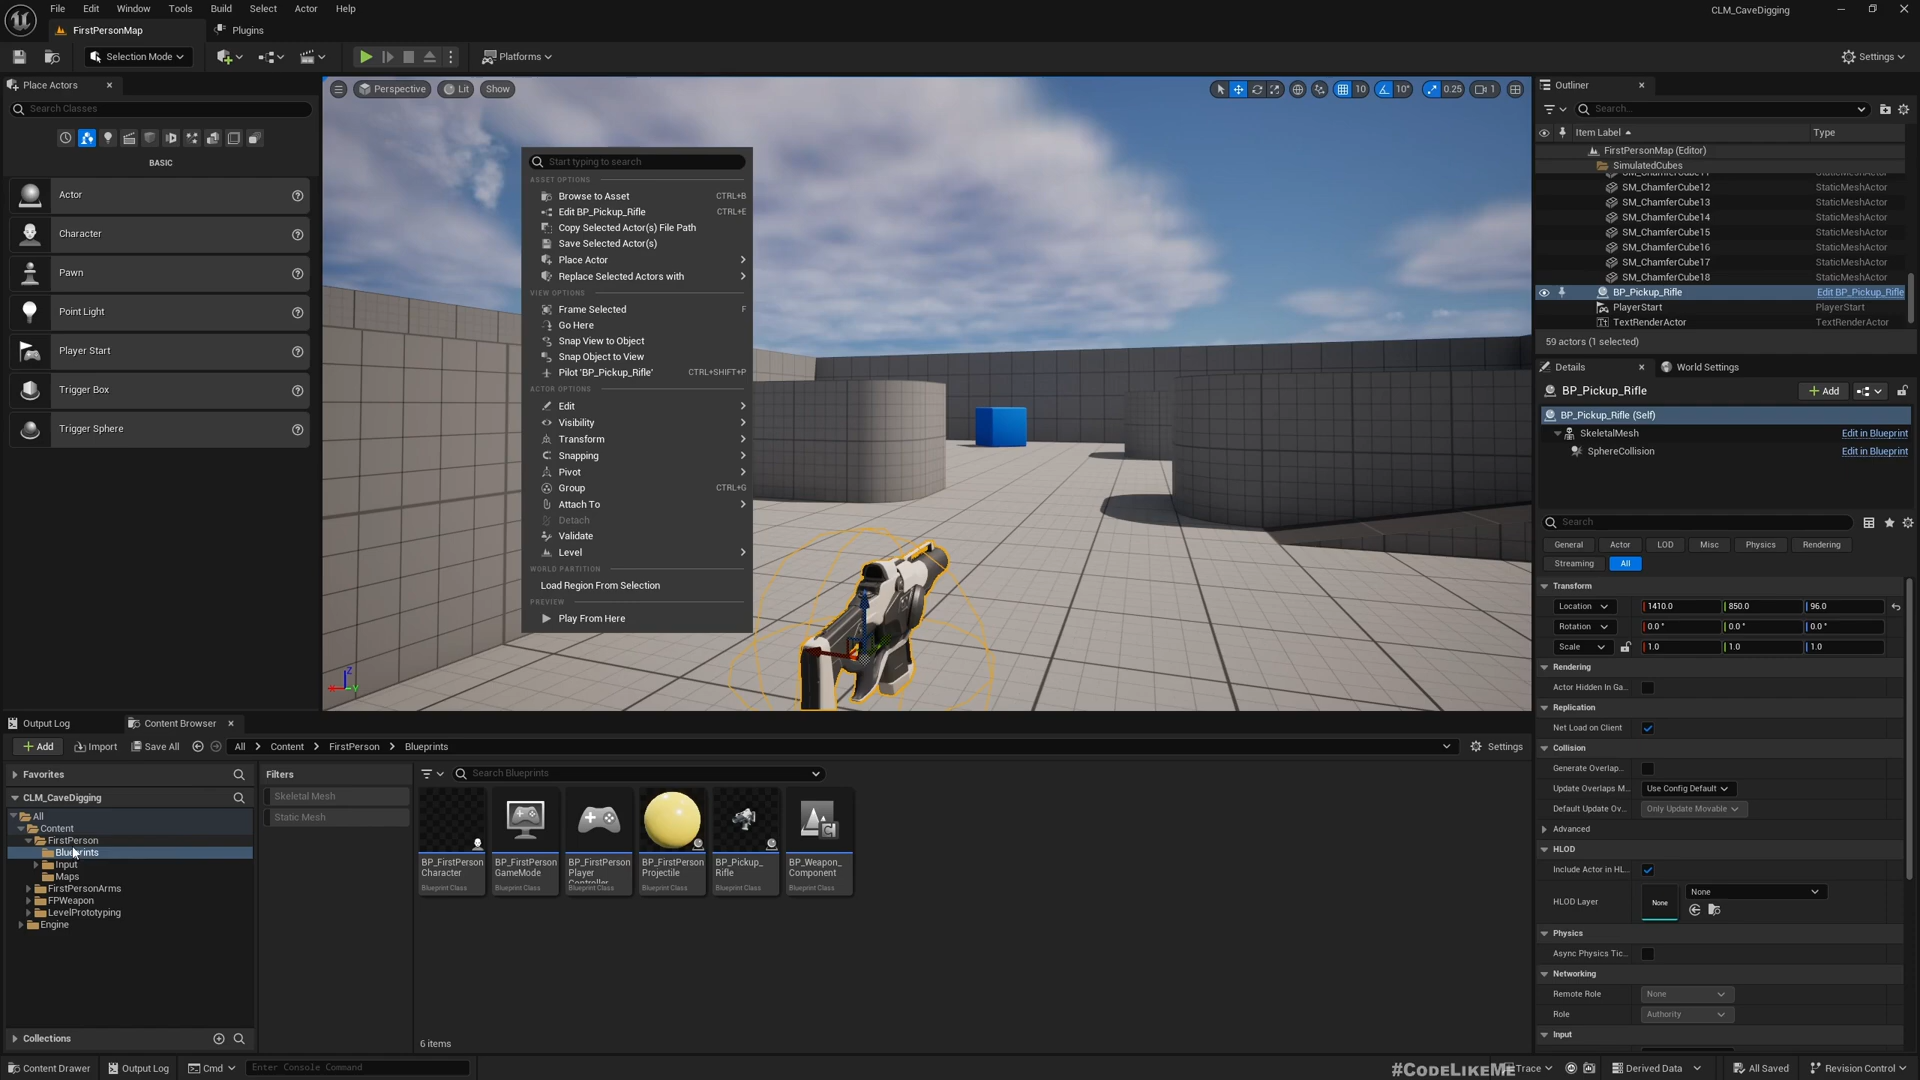 File Edit Window Tools Build Select Actor Help
CLM_CaveDigging
FirstPersonMap
Plugins
Selection Mode
Platforms
Settings
Place Actors
Search Classes
BASIC
Actor
Character
Pawn
Point Light
Player Start
Trigger Box
Trigger Sphere
Perspective Lit Show
10 10° 0.25 1
Start typing to search
ASSET OPTIONS
Browse to Asset CTRL+B
Edit BP_Pickup_Rifle CTRL+E
Copy Selected Actor(s) File Path
Save Selected Actor(s)
Place Actor
Replace Selected Actors with
VIEW OPTIONS
Frame Selected F
Go Here
Snap View to Object
Snap Object to View
Pilot 'BP_Pickup_Rifle' CTRL+SHIFT+P
ACTOR OPTIONS
Edit
Visibility
Transform
Snapping
Pivot
Group CTRL+G
Attach To
Detach
Validate
Level
WORLD PARTITION
Load Region From Selection
PREVIEW
Play From Here
Outliner
Search...
Item Label Type
FirstPersonMap (Editor)
SimulatedCubes
SM_ChamferCube12 StaticMeshActor
SM_ChamferCube13 StaticMeshActor
SM_ChamferCube14 StaticMeshActor
SM_ChamferCube15 StaticMeshActor
SM_ChamferCube16 StaticMeshActor
SM_ChamferCube17 StaticMeshActor
SM_ChamferCube18 StaticMeshActor
BP_Pickup_Rifle Edit BP_Pickup_Rifle
PlayerStart PlayerStart
TextRenderActor TextRenderActor
59 actors (1 selected)
Details World Settings
BP_Pickup_Rifle
Add
BP_Pickup_Rifle (Self)
SkeletalMesh Edit in Blueprint
SphereCollision Edit in Blueprint
Search
General Actor LOD Misc Physics Rendering
Streaming All
Transform
Location 1410.0 850.0 96.0
Rotation 0.0° 0.0° 0.0°
Scale 1.0 1.0 1.0
Rendering
Actor Hidden In Ga...
Replication
Net Load on Client
Collision
Generate Overlap...
Update Overlaps M... Use Config Default
Default Update Ov... Only Update Movable
Advanced
HLOD
Include Actor in HL...
HLOD Layer None None
Physics
Async Physics Tic...
Networking
Remote Role None
Role Authority
Input
Output Log
Content Browser
Add Import Save All All > Content > FirstPerson > Blueprints
Settings
Favorites
CLM_CaveDigging
All
Content
FirstPerson
Blueprints
Input
Maps
FirstPersonArms
FPWeapon
LevelPrototyping
Engine
Collections
Filters
Skeletal Mesh
Static Mesh
Search Blueprints
BP_FirstPerson
Character
Blueprint Class
BP_FirstPerson
GameMode
Blueprint Class
BP_FirstPerson
Player
Controller
Blueprint Class
BP_FirstPerson
Projectile
Blueprint Class
BP_Pickup_
Rifle
Blueprint Class
BP_Weapon_
Component
Blueprint Class
6 items
Content Drawer Output Log Cmd Enter Console Command
#CODELIKEME
Trace Derived Data All Saved Revision Control